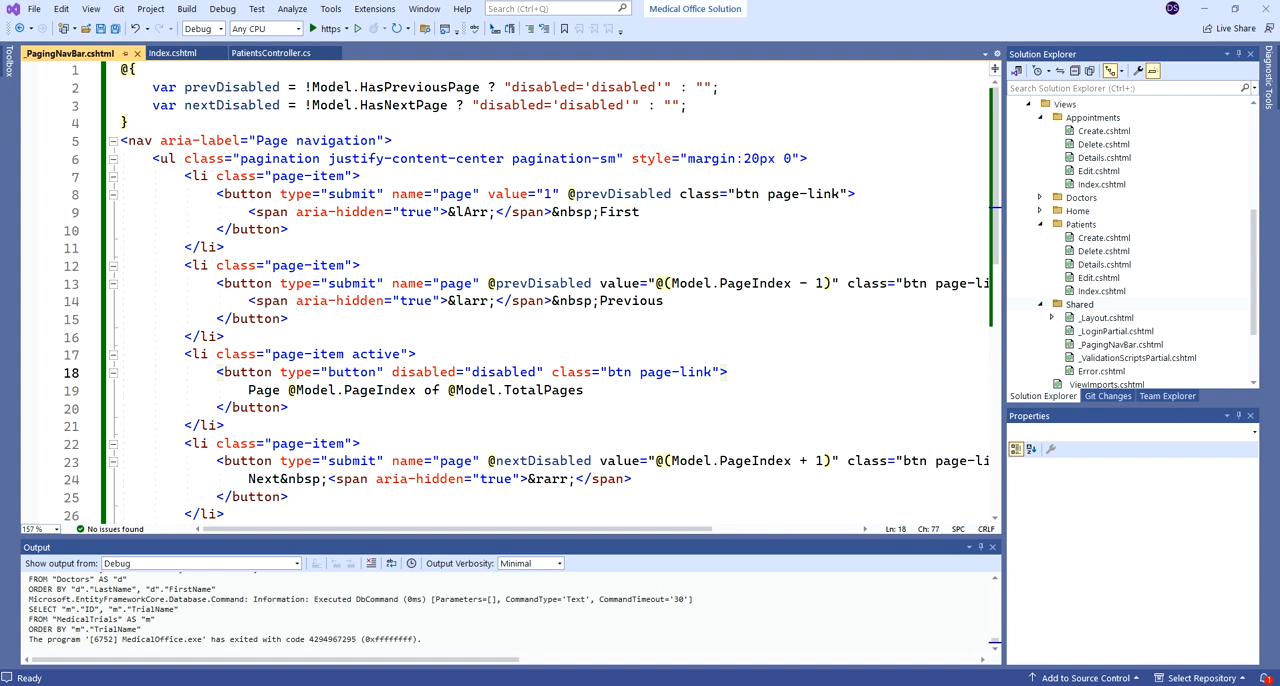 File Edit View Git Project Build Debug Test Analyze Tools Extensions Window Help Search (Ctrl+Q) Medical Office Solution DS
Debug Any CPU https Live Share
Toolbox
_PagingNavBar.cshtml Index.cshtml PatientsController.cs
1 @{
2 var prevDisabled = !Model.HasPreviousPage ? "disabled='disabled'" : "";
3 var nextDisabled = !Model.HasNextPage ? "disabled='disabled'" : "";
4 }
5 <nav aria-label="Page navigation">
6 <ul class="pagination justify-content-center pagination-sm" style="margin:20px 0">
7 <li class="page-item">
8 <button type="submit" name="page" value="1" @prevDisabled class="btn page-link">
9 <span aria-hidden="true">&lArr;</span>&nbsp;First
10 </button>
11 </li>
12 <li class="page-item">
13 <button type="submit" name="page" @prevDisabled value="@(Model.PageIndex - 1)" class="btn page-li
14 <span aria-hidden="true">&larr;</span>&nbsp;Previous
15 </button>
16 </li>
17 <li class="page-item active">
18 <button type="button" disabled="disabled" class="btn page-link">
19 Page @Model.PageIndex of @Model.TotalPages
20 </button>
21 </li>
22 <li class="page-item">
23 <button type="submit" name="page" @nextDisabled value="@(Model.PageIndex + 1)" class="btn page-li
24 Next&nbsp;<span aria-hidden="true">&rarr;</span>
25 </button>
26 </li>
157 % No issues found Ln: 18 Ch: 77 SPC CRLF
Output
Show output from: Debug Output Verbosity: Minimal
FROM "Doctors" AS "d"
ORDER BY "d"."LastName", "d"."FirstName"
Microsoft.EntityFrameworkCore.Database.Command: Information: Executed DbCommand (0ms) [Parameters=[], CommandType='Text', CommandTimeout='30']
SELECT "m"."ID", "m"."TrialName"
FROM "MedicalTrials" AS "m"
ORDER BY "m"."TrialName"
The program '[6752] MedicalOffice.exe' has exited with code 4294967295 (0xffffffff).
Solution Explorer
Search Solution Explorer (Ctrl+;)
Views
Appointments
Create.cshtml
Delete.cshtml
Details.cshtml
Edit.cshtml
Index.cshtml
Doctors
Home
Patients
Create.cshtml
Delete.cshtml
Details.cshtml
Edit.cshtml
Index.cshtml
Shared
_Layout.cshtml
_LoginPartial.cshtml
_PagingNavBar.cshtml
_ValidationScriptsPartial.cshtml
Error.cshtml
_ViewImports.cshtml
Solution Explorer Git Changes Team Explorer
Properties
Diagnostic Tools
Ready Add to Source Control Select Repository 1